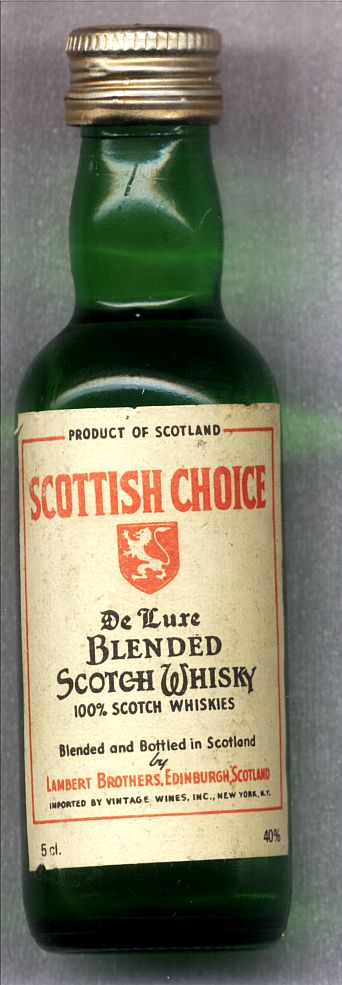 PRODUCT OF SCOTLAND
SCOTTISH CHOICE
De Luxe
BLENDED
SCOTCH WHISKY
100% SCOTCH WHISKIES
Blended and Bottled in Scotland
by
LAMBERT BROTHERS, EDINBURGH, SCOTLAND
IMPORTED BY VINTAGE WINES, INC., NEW YORK, N.Y.
5 cl. 40%